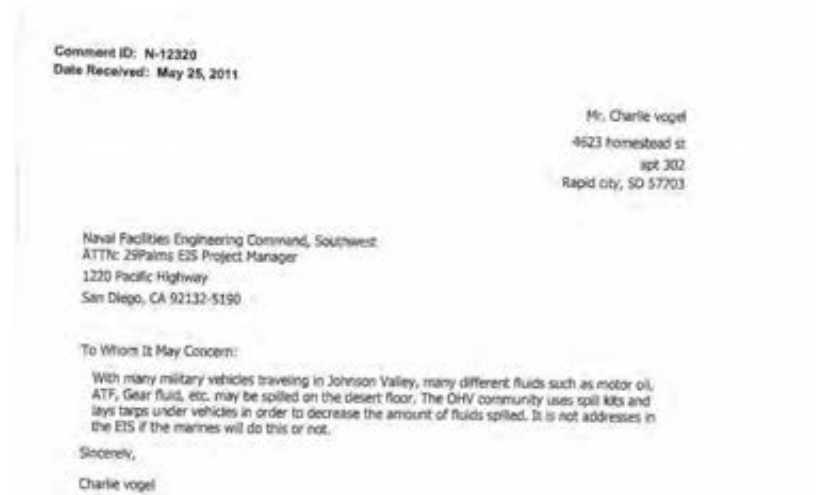 Comment ID: N-12320
Date Received: May 25, 2011
Mr. Charlie vogel
4623 homestead st
apt 302
Rapid city, SD 57703
Naval Facilities Engineering Command, Southwest
ATTN: 29Palms EIS Project Manager
1220 Pacific Highway
San Diego, CA 92132-5190
To Whom It May Concern:
With many military vehicles traveling in Johnson Valley, many different fluids such as motor oil,
ATF, Gear fluid, etc. may be spilled on the desert floor. The OHV community uses spill kits and
lays tarps under vehicles in order to decrease the amount of fluids spilled. It is not addresses in
the EIS if the marines will do this or not.
Sincerely,
Charlie vogel